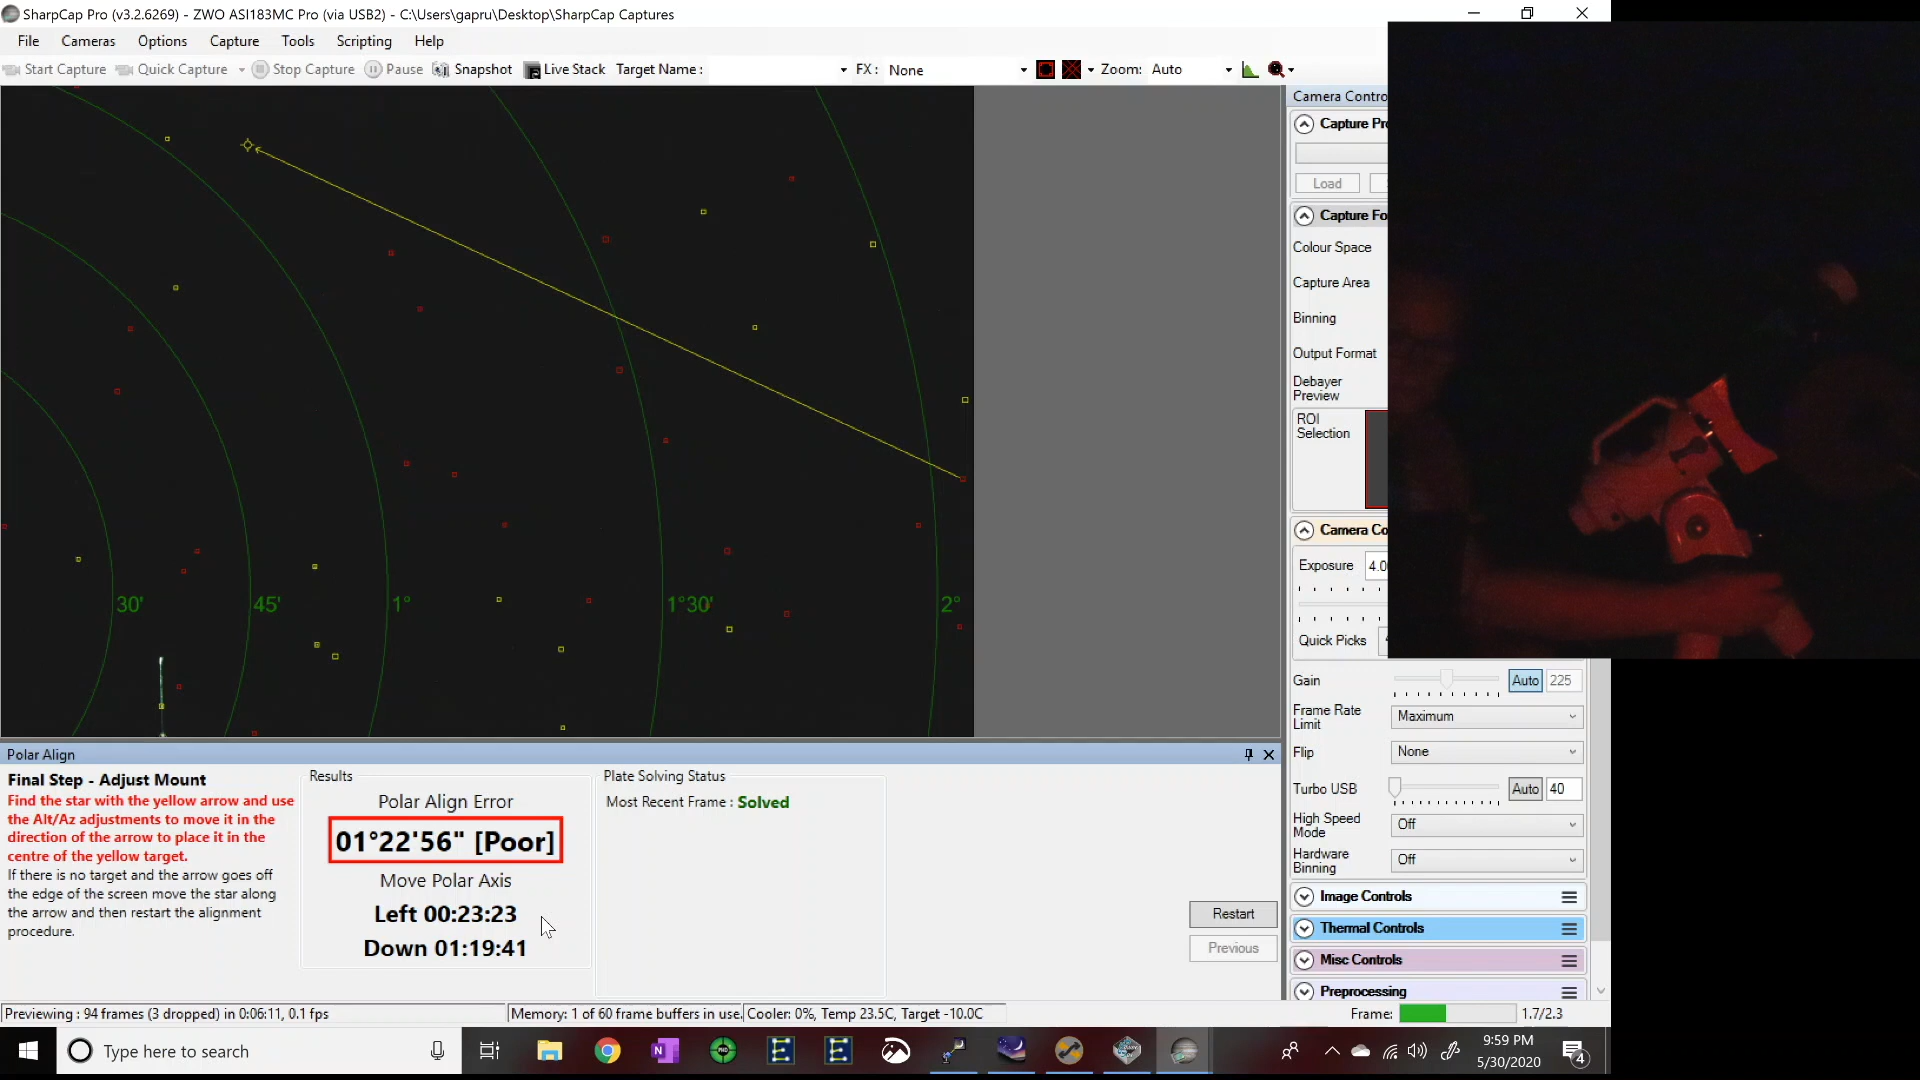 SharpCap Pro (v3.2.6269) - ZWO ASI183MC Pro (via USB2) - C:\Users\gapru\Desktop\SharpCap Captures
File Cameras Options Capture Tools Scripting Help
Start Capture Quick Capture Stop Capture Pause Snapshot Live Stack Target Name : FX : None Zoom: Auto
Camera Contro
Capture Pr
Load
Capture Fo
Colour Space
Capture Area
Binning
Output Format
Debayer
Preview
ROI
Selection
Camera Co
Exposure 4.0
Quick Picks
Gain Auto 225
Frame Rate
Limit Maximum
Flip None
Turbo USB Auto 40
High Speed
Mode Off
Hardware
Binning Off
Image Controls
Thermal Controls
Misc Controls
Preprocessing
30' 45' 1° 1°30' 2°
Polar Align
Final Step - Adjust Mount
Find the star with the yellow arrow and use
the Alt/Az adjustments to move it in the
direction of the arrow to place it in the
centre of the yellow target.
If there is no target and the arrow goes off
the edge of the screen move the star along
the arrow and then restart the alignment
procedure.
Results
Polar Align Error
01°22'56" [Poor]
Move Polar Axis
Left 00:23:23
Down 01:19:41
Plate Solving Status
Most Recent Frame : Solved
Restart
Previous
Previewing : 94 frames (3 dropped) in 0:06:11, 0.1 fps Memory: 1 of 60 frame buffers in use. Cooler: 0%, Temp 23.5C, Target -10.0C Frame: 1.7/2.3
Type here to search
9:59 PM
5/30/2020
4